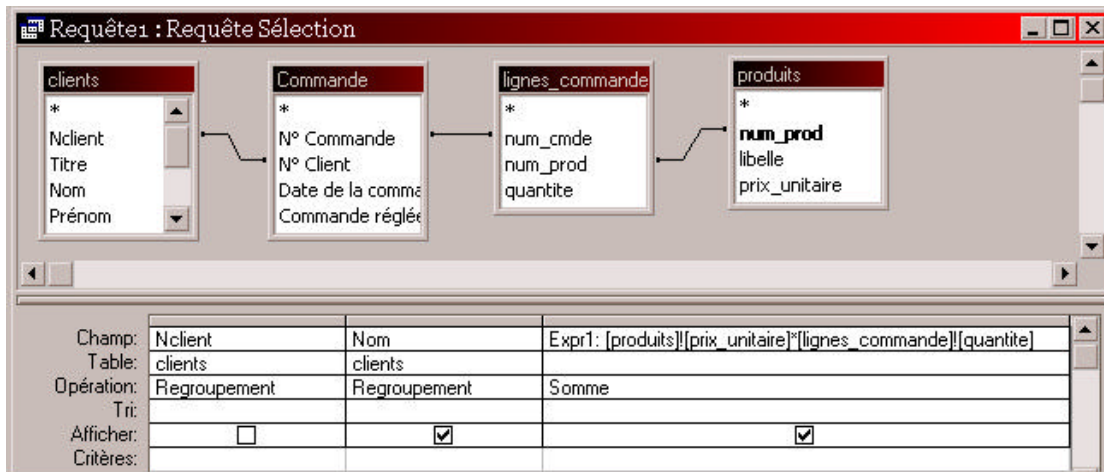 Requête1 : Requête Sélection
clients
*
Nclient
Titre
Nom
Prénom
Commande
*
N° Commande
N° Client
Date de la comma
Commande réglée
lignes_commande
*
num_cmde
num_prod
quantite
produits
*
num_prod
libelle
prix_unitaire
Champ: Nclient Nom Expr1: [produits]![prix_unitaire]*[lignes_commande]![quantite]
Table: clients clients
Opération: Regroupement Regroupement Somme
Tri:
Afficher:
Critères: